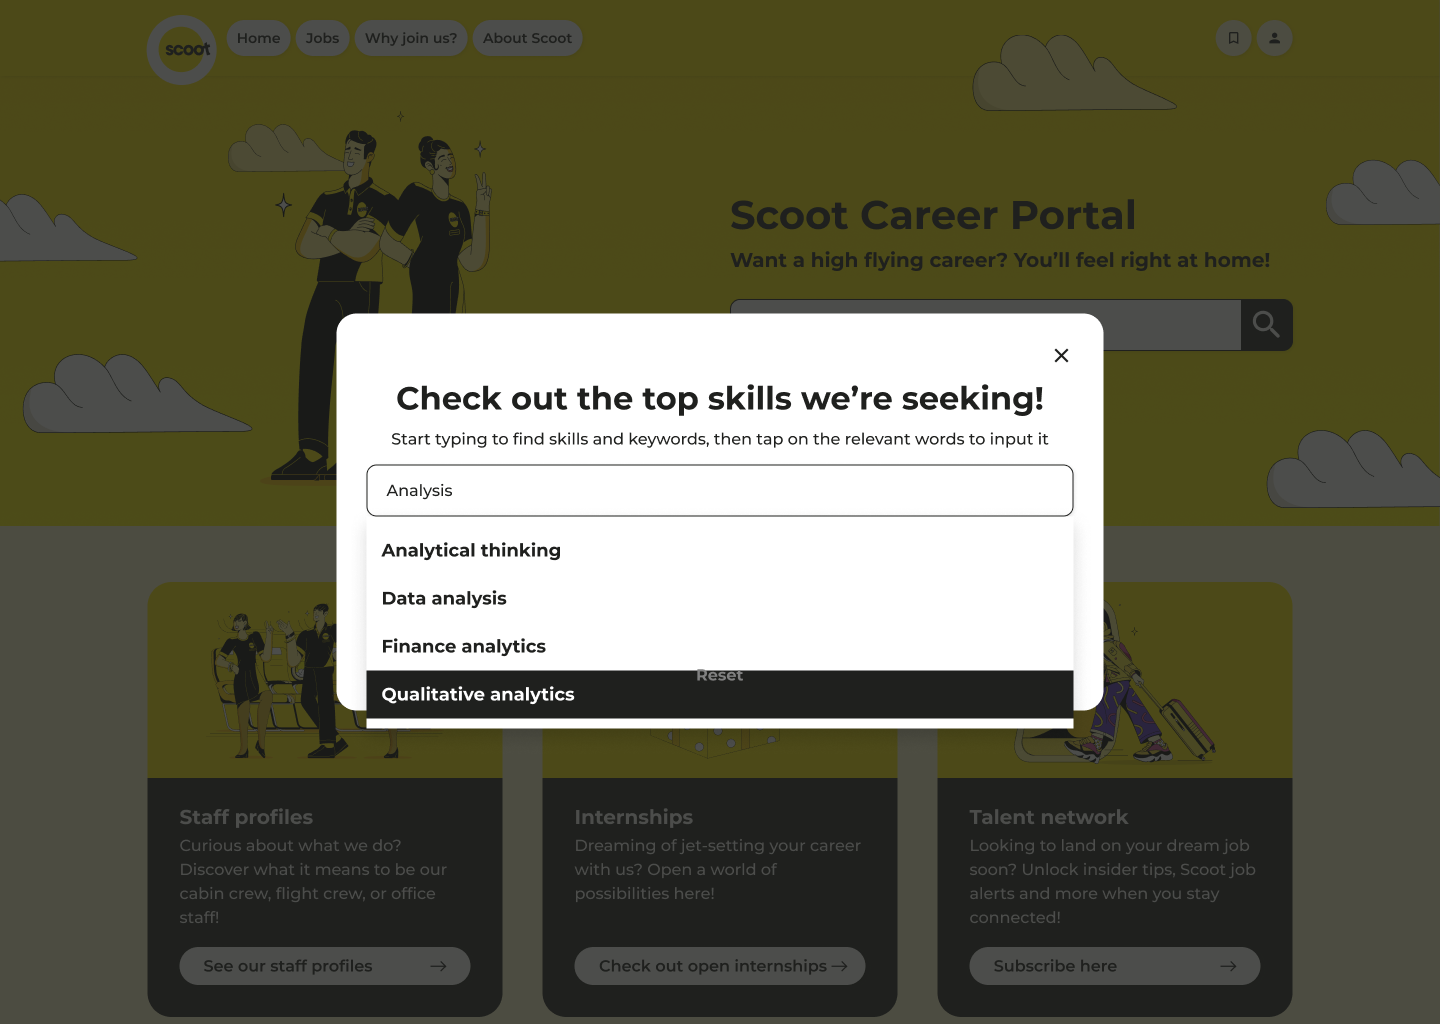 scoot
Home
Jobs
Why join us?
About Scoot
Scoot Career Portal
Want a high flying career? You’ll feel right at home!
Check out the top skills we’re seeking!
Start typing to find skills and keywords, then tap on the relevant words to input it
Analysis
Analytical thinking
Data analysis
Finance analytics
Reset
Qualitative analytics
Staff profiles
Curious about what we do?
Discover what it means to be our
cabin crew, flight crew, or office
staff!
See our staff profiles →
Internships
Dreaming of jet-setting your career
with us? Open a world of
possibilities here!
Check out open internships →
Talent network
Looking to land on your dream job
soon? Unlock insider tips, Scoot job
alerts and more when you stay
connected!
Subscribe here →